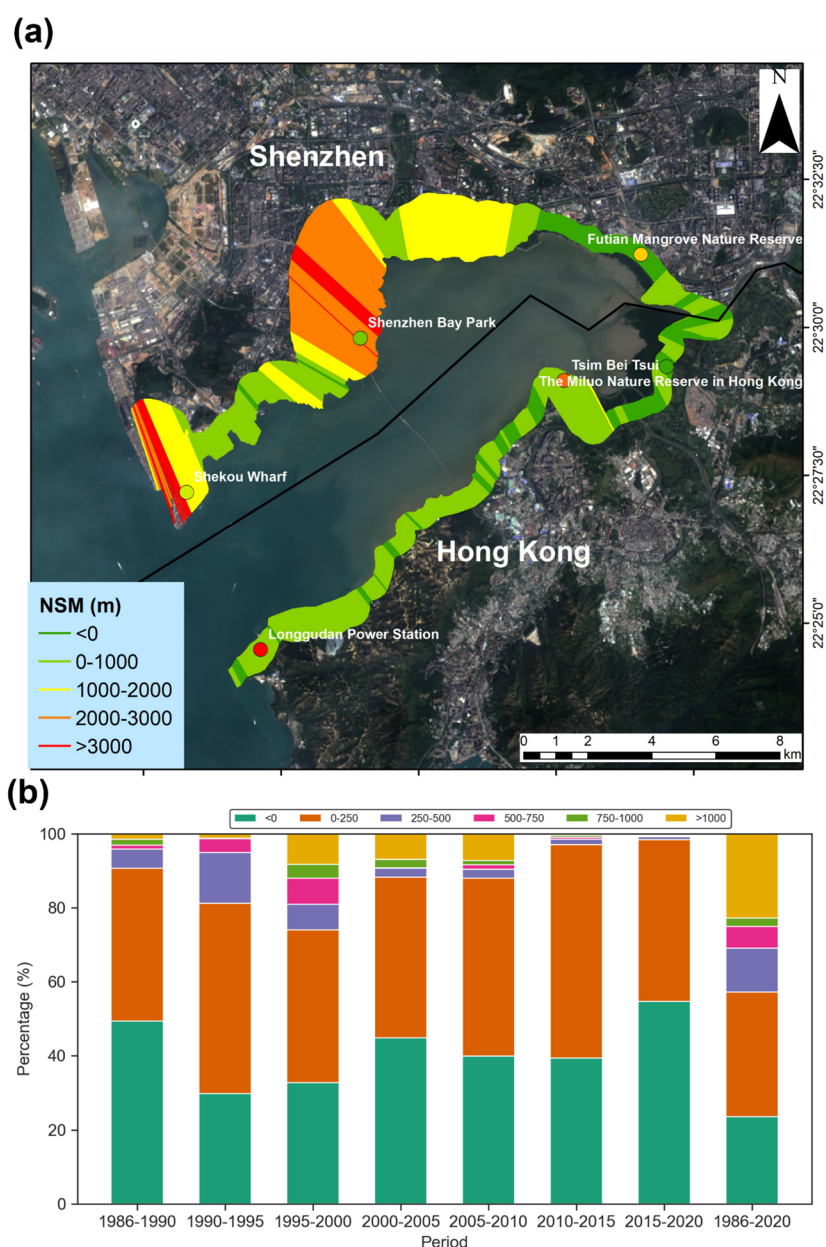 (a)
N
Shenzhen
22°32'30"
Futian Mangrove Nature Reserve
22°30'0"
Shenzhen Bay Park
Tsim Bei Tsui
The Miluo Nature Reserve in Hong Kong
22°27'30"
Shekou Wharf
Hong Kong
NSM (m)
<0
0-1000
1000-2000
2000-3000
>3000
22°25'0"
Longgudan Power Station
0 1 2 4 6 8
km
(b)
<0 0-250 250-500 500-750 750-1000 >1000
100
80
60
40
20
0
Percentage (%)
1986-1990 1990-1995 1995-2000 2000-2005 2005-2010 2010-2015 2015-2020 1986-2020
Period